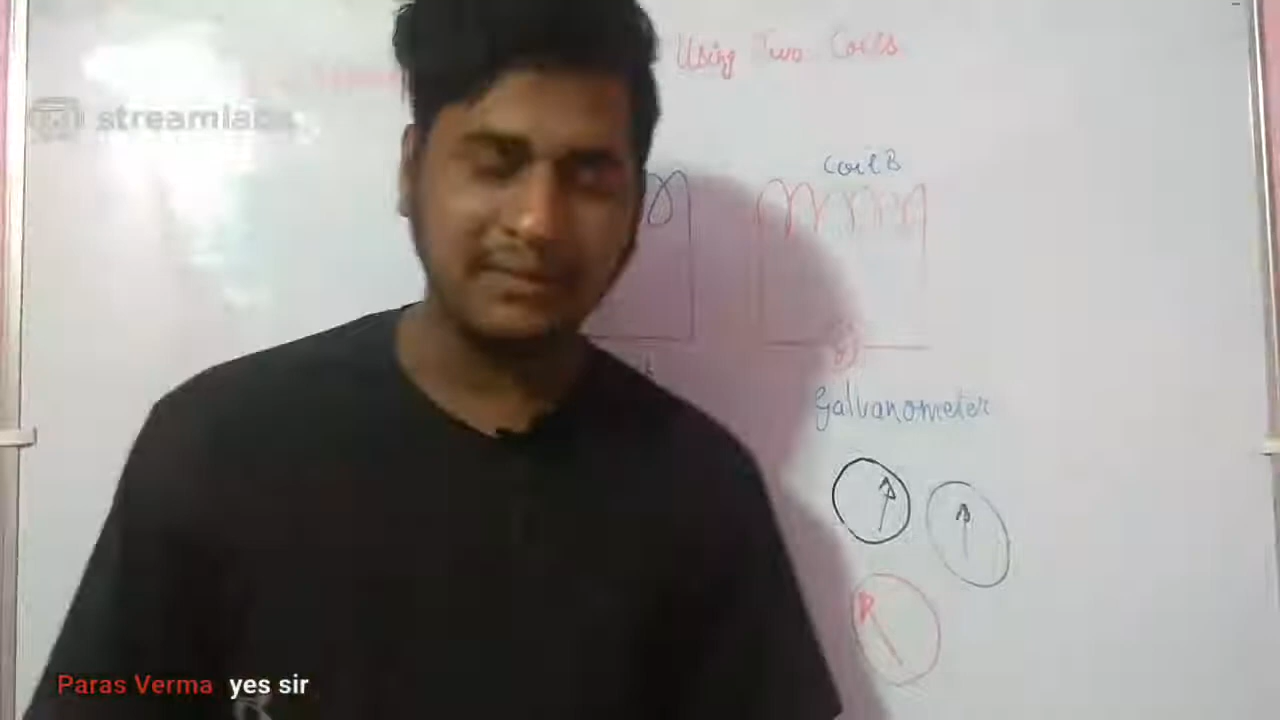 Using Two Coils
streamlabs
Coil B
Galvanometer
Paras Verma yes sir